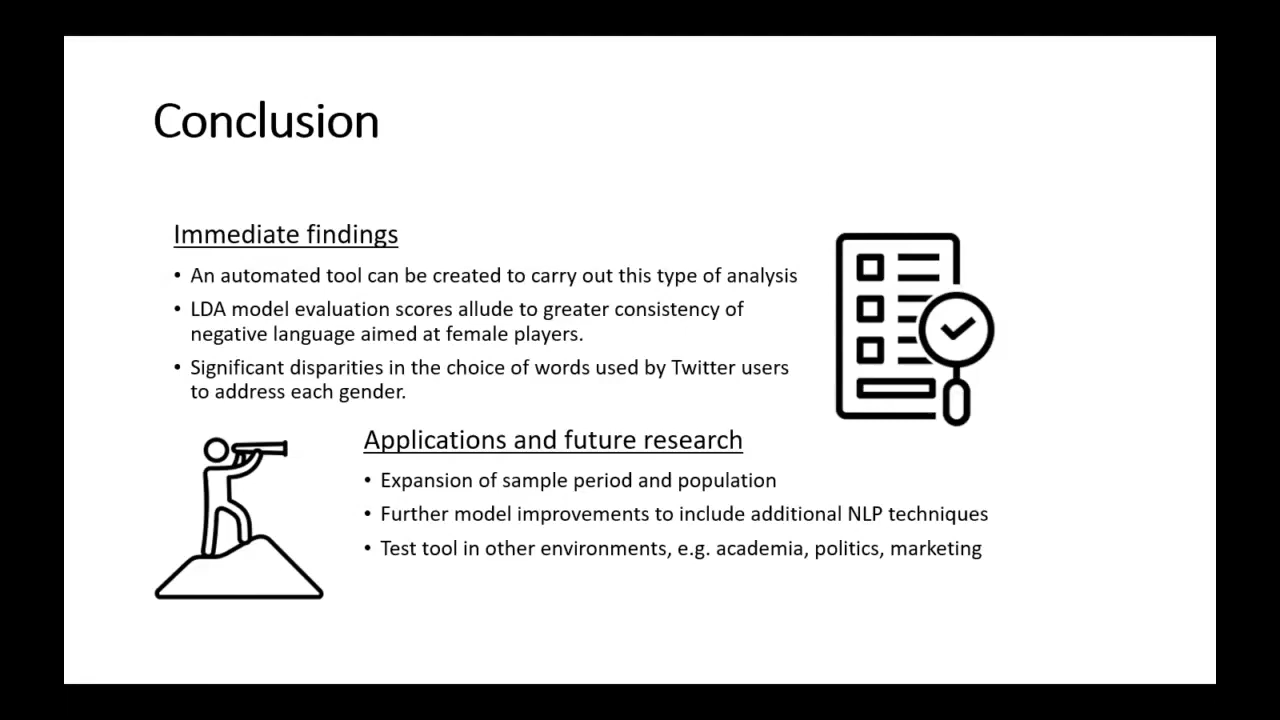 Conclusion
Immediate findings
• An automated tool can be created to carry out this type of analysis
• LDA model evaluation scores allude to greater consistency of
negative language aimed at female players.
• Significant disparities in the choice of words used by Twitter users
to address each gender.
Applications and future research
• Expansion of sample period and population
• Further model improvements to include additional NLP techniques
• Test tool in other environments, e.g. academia, politics, marketing